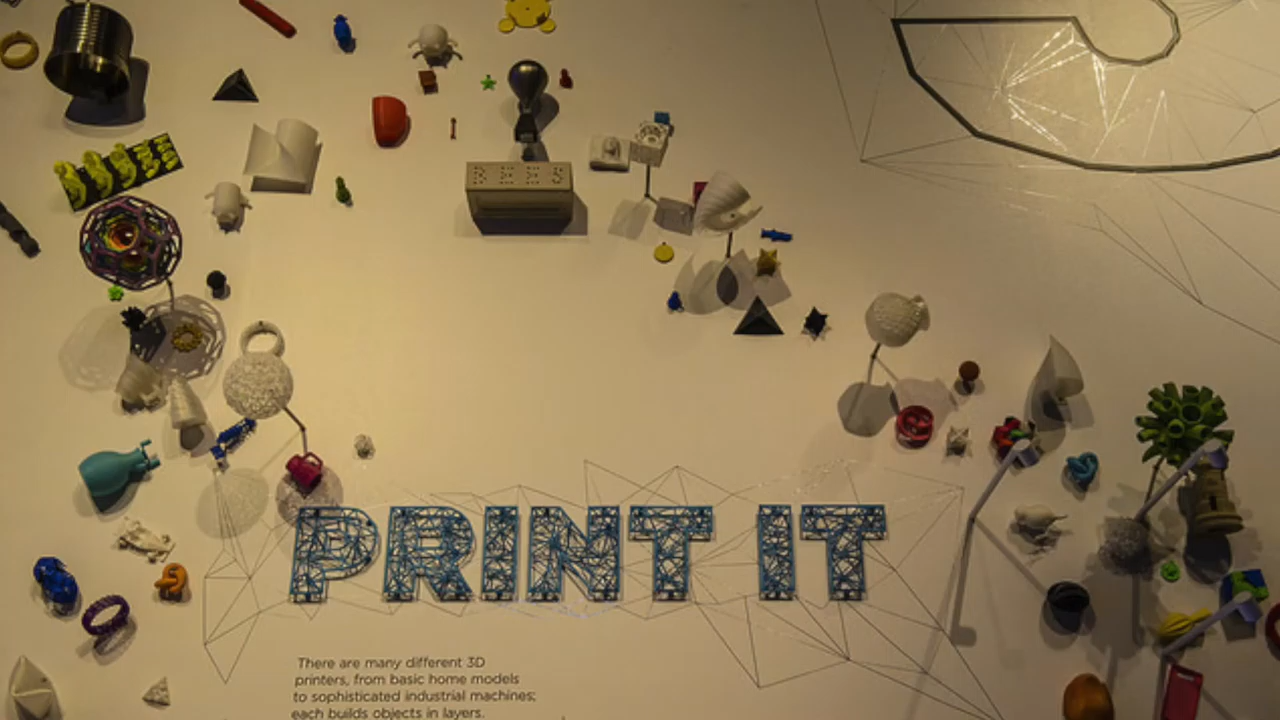 REES
PRINT IT
There are many different 3D
printers, from basic home models
to sophisticated industrial machines;
each builds objects in layers.